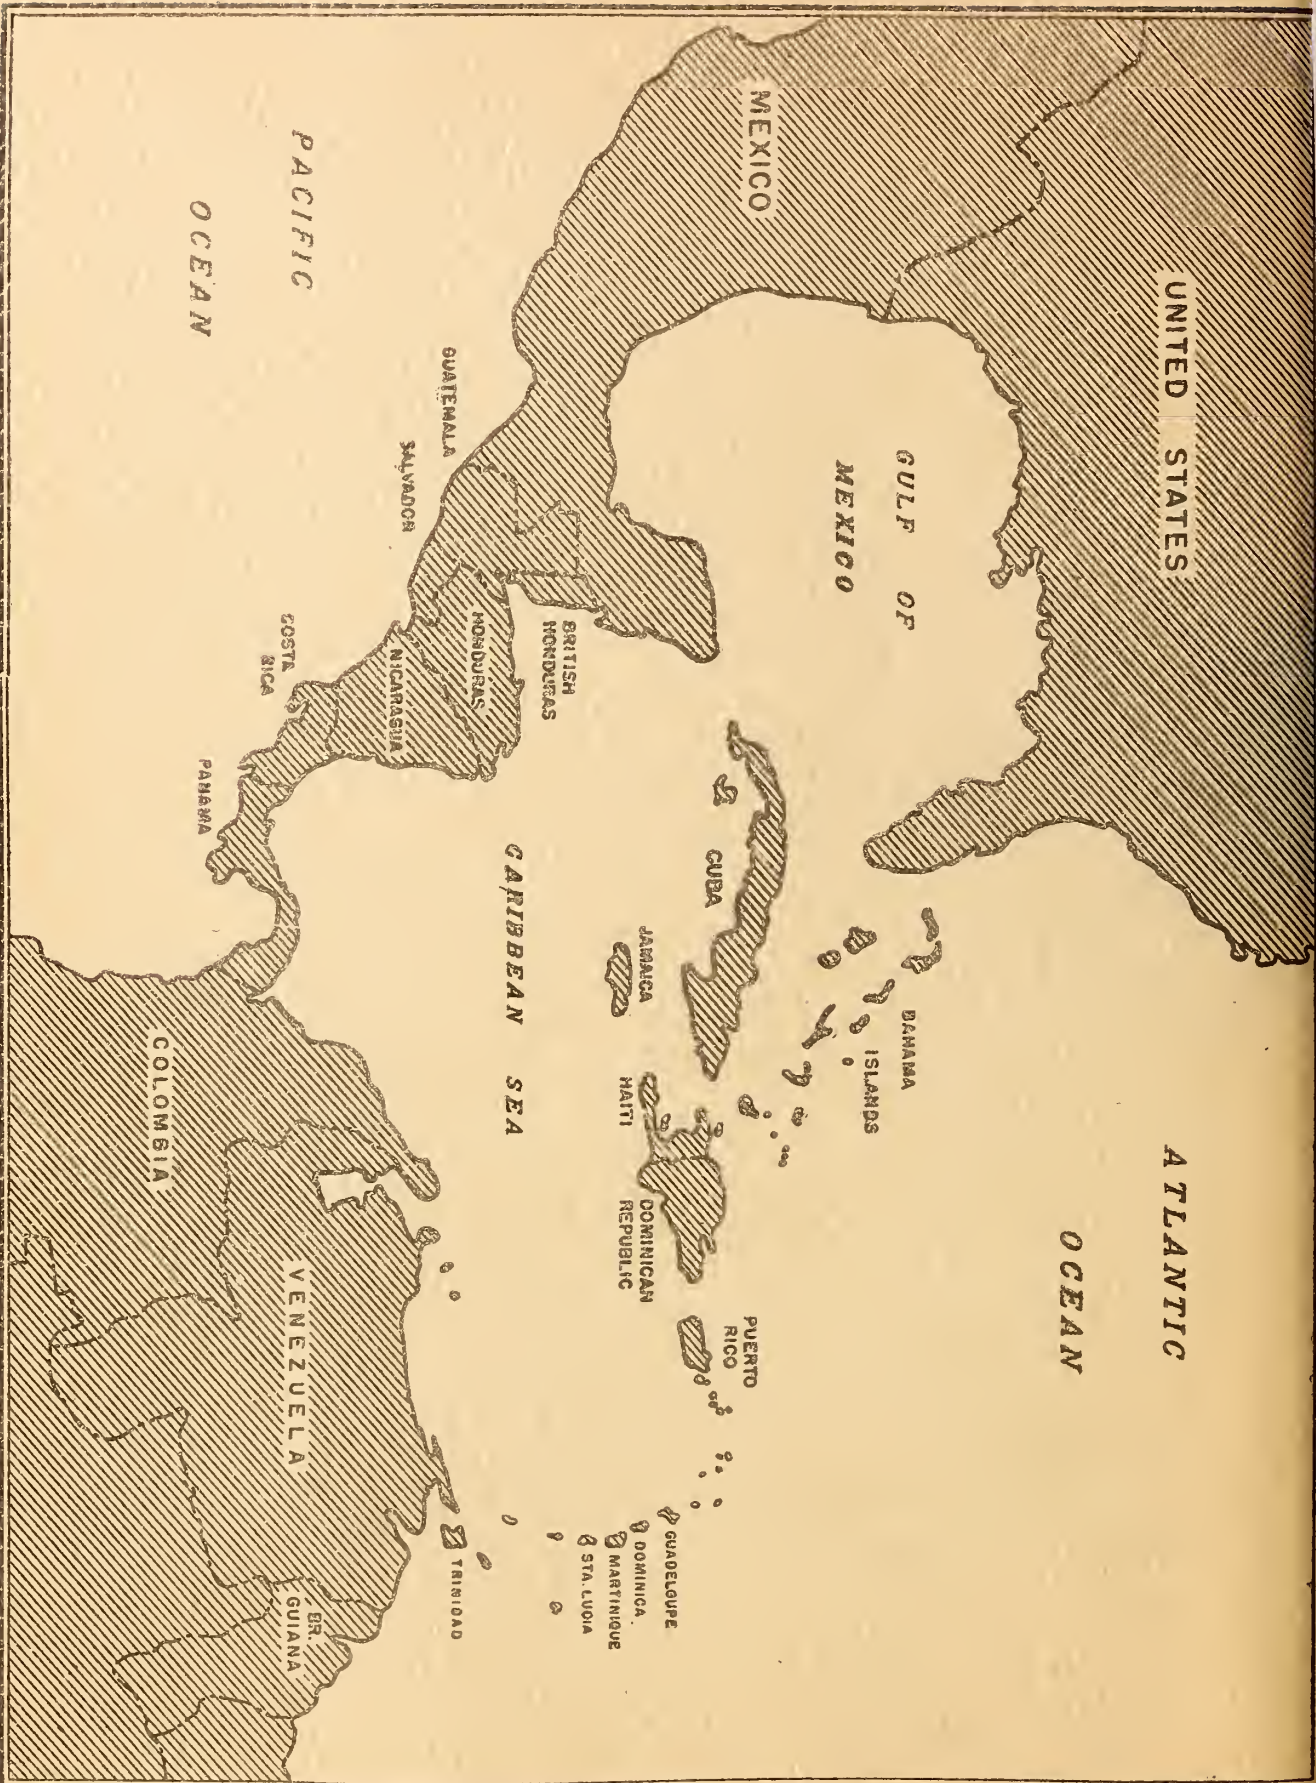 UNITED STATES
MEXICO
GULF OF
MEXICO
ATLANTIC
OCEAN
PACIFIC
OCEAN
BAHAMA
ISLANDS
CUBA
JAMAICA
HAITI
DOMINICAN
REPUBLIC
PUERTO
RICO
GUADELOUPE
DOMINICA
MARTINIQUE
STA. LUCIA
TRINIDAD
CARIBBEAN SEA
BRITISH
HONDURAS
GUATEMALA
SALVADOR
HONDURAS
NICARAGUA
COSTA
RICA
PANAMA
COLOMBIA
VENEZUELA
BR.
GUIANA